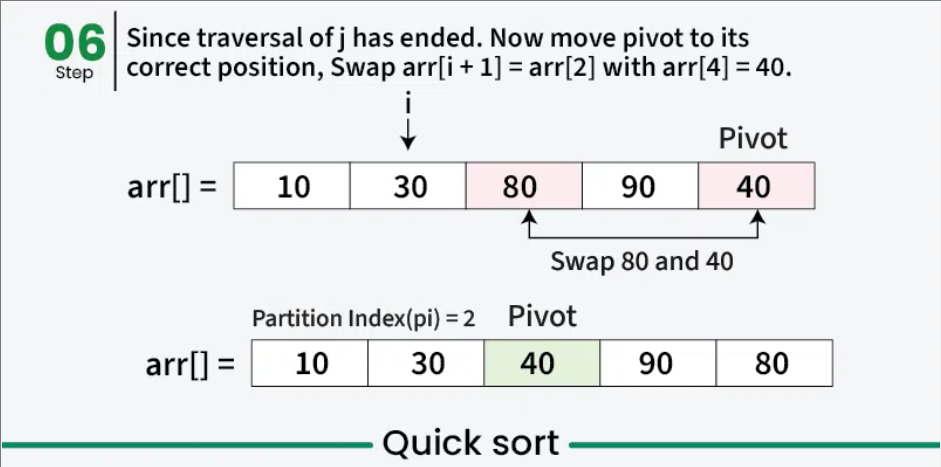 06
Step
Since traversal of j has ended. Now move pivot to its
correct position, Swap arr[i + 1] = arr[2] with arr[4] = 40.
i
Pivot
arr[] = 10 30 80 90 40
Swap 80 and 40
Partition Index(pi) = 2 Pivot
arr[] = 10 30 40 90 80
Quick sort